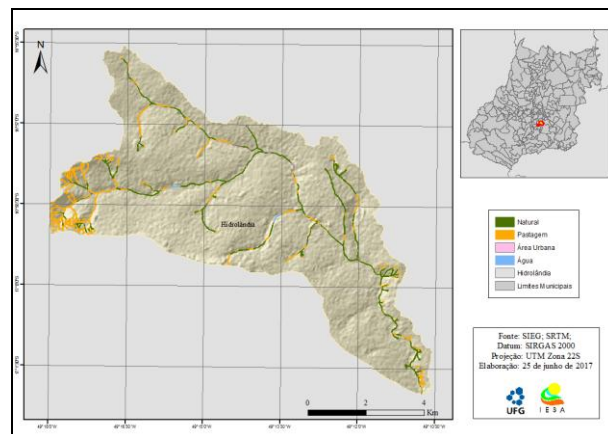 N
Hidrolândia
0
2
4
Km
Natural
Pastagem
Área Urbana
Água
Hidrolândia
Limites Municipais
Fonte: SIEG; SRTM;
Datum: SIRGAS 2000
Projeção: UTM Zona 22S
Elaboração: 25 de junho de 2017
UFG
IESA